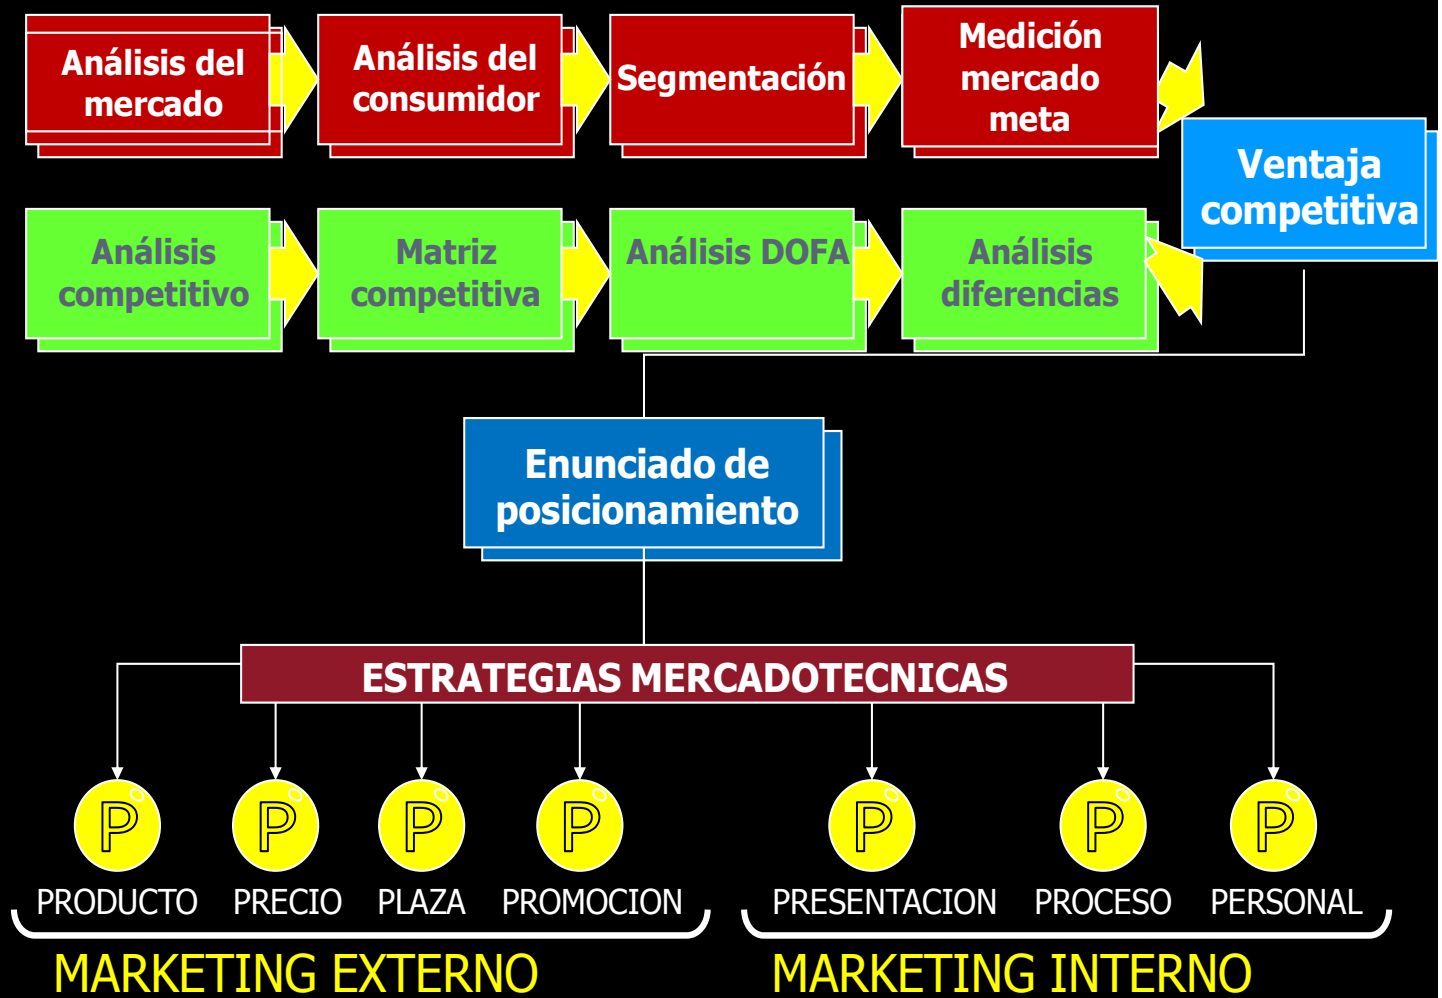 Análisis del
mercado
Análisis del
consumidor
Segmentación
Medición
mercado
meta
Ventaja
competitiva
Análisis
competitivo
Matriz
competitiva
Análisis DOFA
Análisis
diferencias
Enunciado de
posicionamiento
ESTRATEGIAS MERCADOTECNICAS
P P P P P P P
PRODUCTO PRECIO PLAZA PROMOCION PRESENTACION PROCESO PERSONAL
MARKETING EXTERNO MARKETING INTERNO